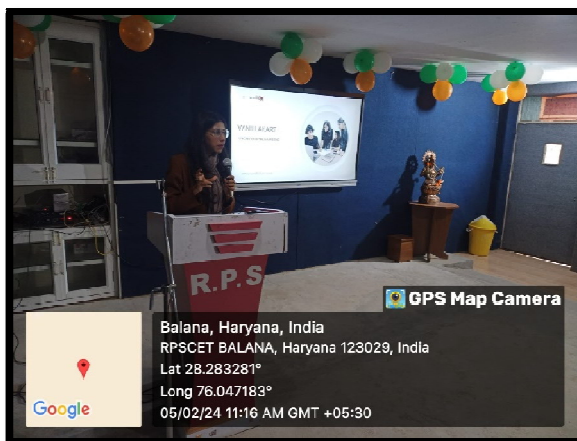 R.P.S
GPS Map Camera
Balana, Haryana, India
RPSCET BALANA, Haryana 123029, India
Lat 28.283281°
Long 76.047183°
05/02/24 11:16 AM GMT +05:30
Google